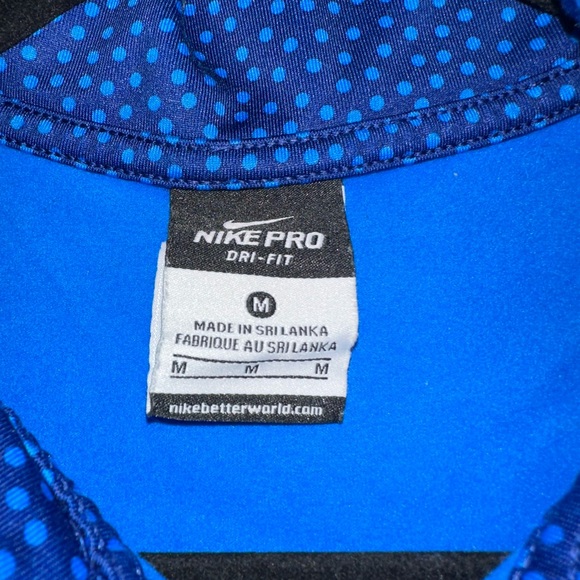 NIKE PRO
DRI-FIT
M
MADE IN SRI LANKA
FABRIQUE AU SRI LANKA
M M M
nikebetterworld.com